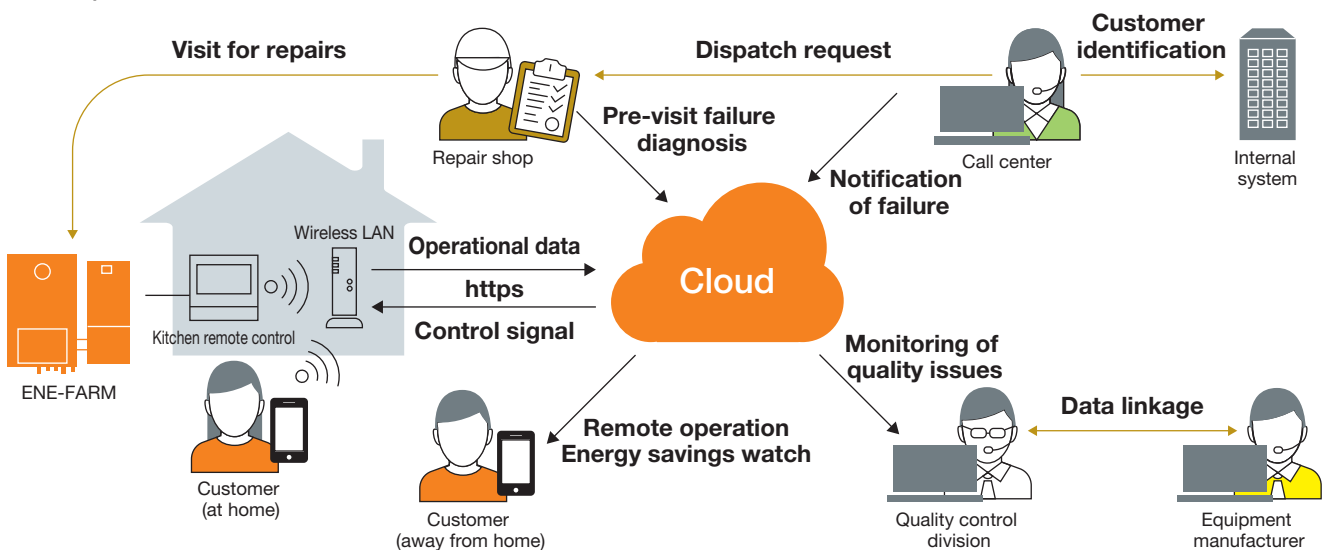 Visit for repairs
Dispatch request
Customer
identification
Repair shop
Pre-visit failure
diagnosis
Call center
Internal
system
Notification
of failure
Wireless LAN
Operational data
https
Control signal
Cloud
Kitchen remote control
ENE-FARM
Monitoring of
quality issues
Customer
(at home)
Remote operation
Energy savings watch
Customer
(away from home)
Data linkage
Quality control
division
Equipment
manufacturer